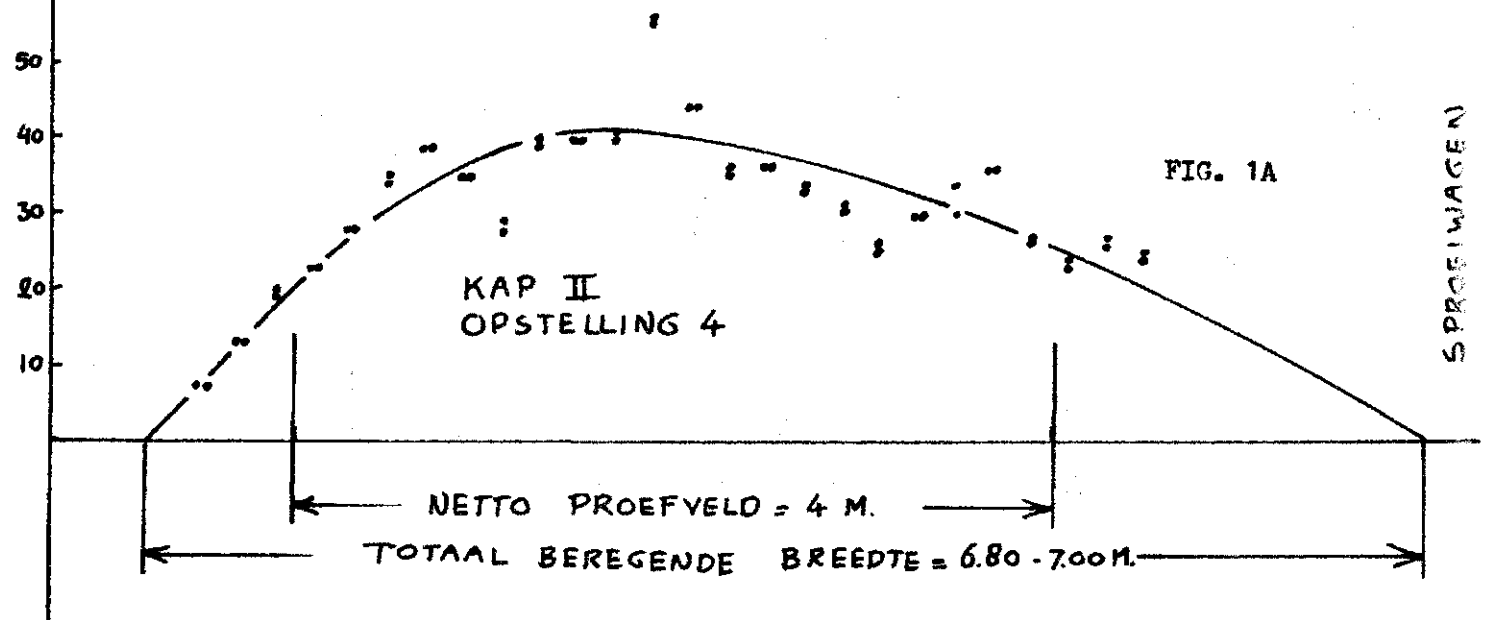 50
40
30
20
10
FIG. 1A
SPROEIWAGEN
KAP II
OPSTELLING 4
NETTO PROEFVELD = 4 M.
TOTAAL BEREGENDE BREEDTE = 6.80 - 7.00 M.